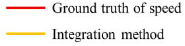 Ground truth of speed
Integration method